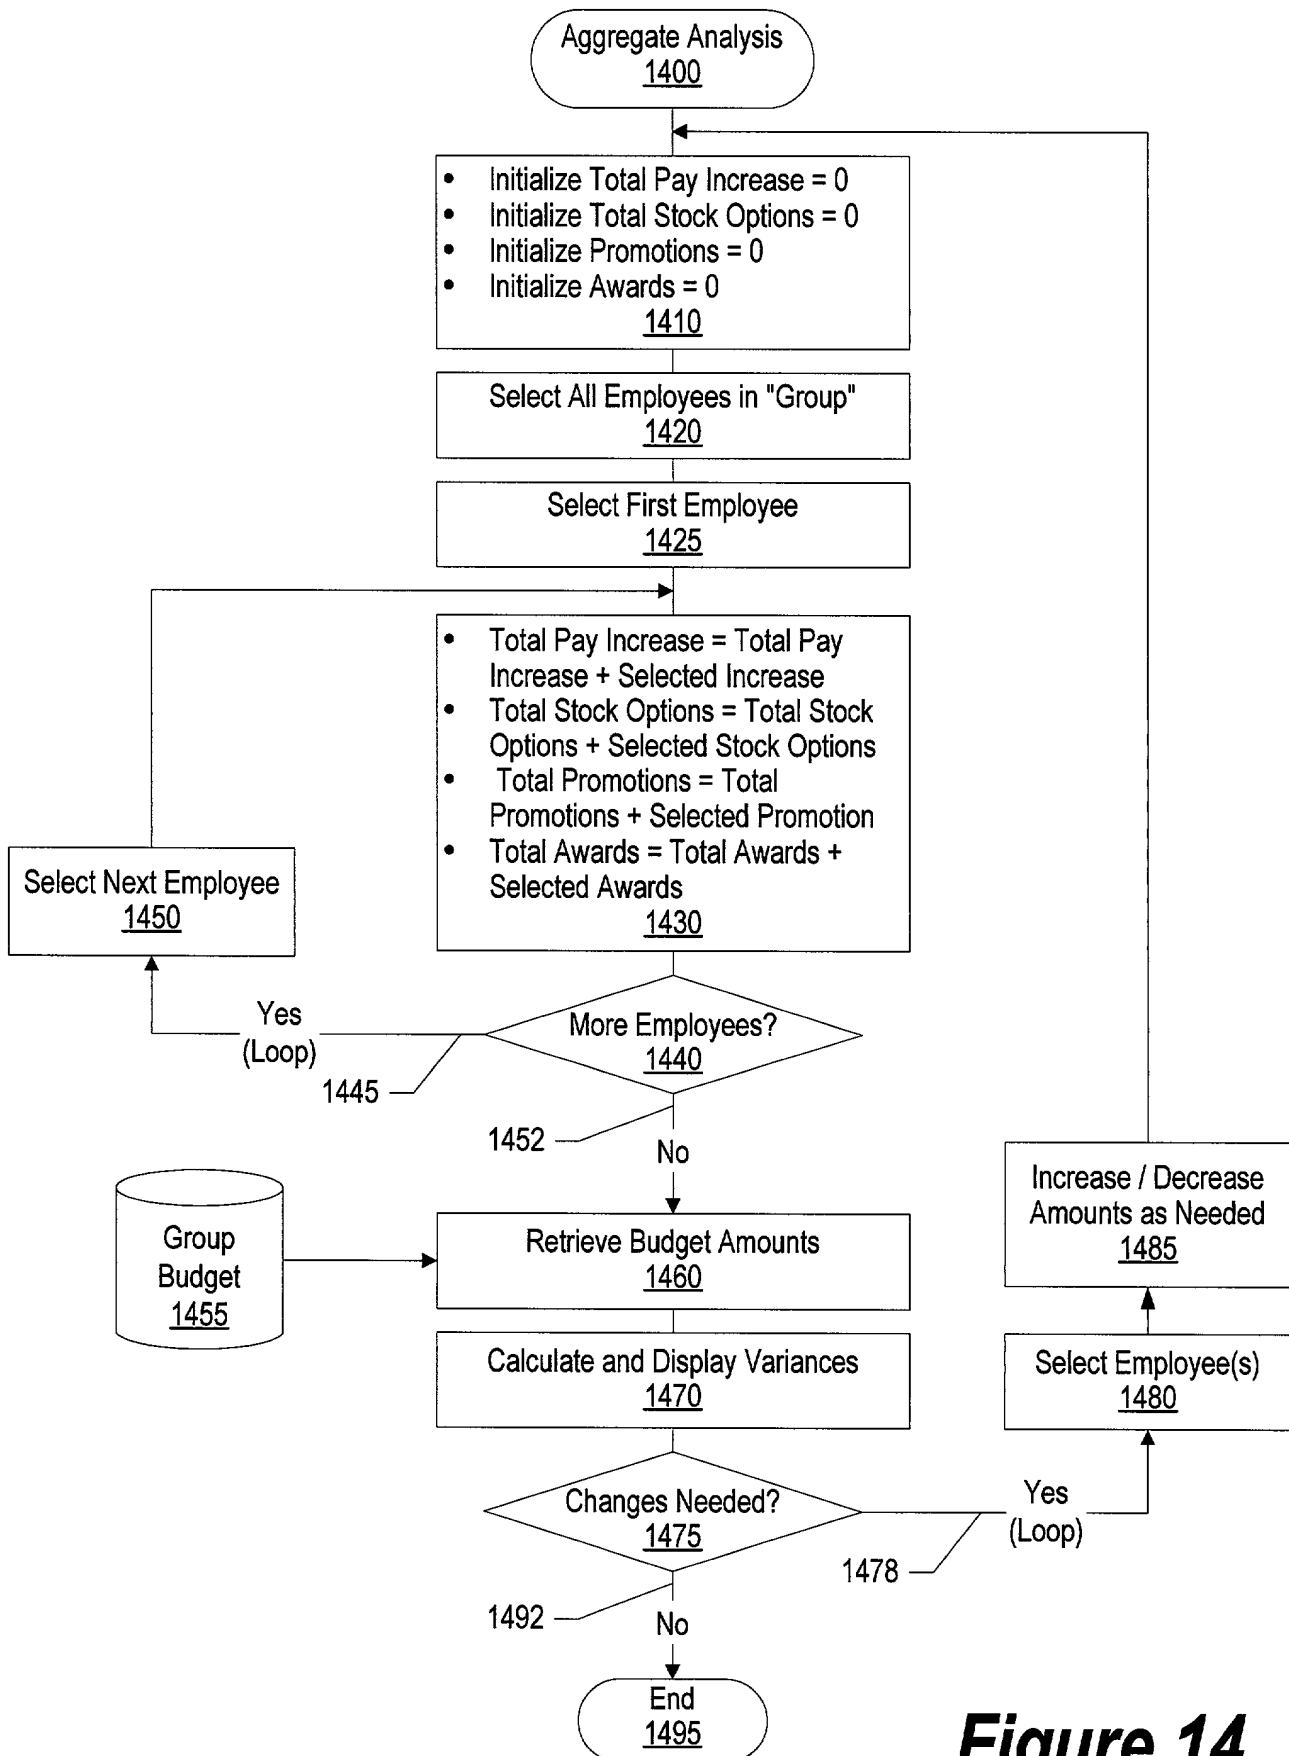 Aggregate Analysis
1400
• Initialize Total Pay Increase = 0
• Initialize Total Stock Options = 0
• Initialize Promotions = 0
• Initialize Awards = 0
1410
Select All Employees in "Group"
1420
Select First Employee
1425
• Total Pay Increase = Total Pay
Increase + Selected Increase
• Total Stock Options = Total Stock
Options + Selected Stock Options
• Total Promotions = Total
Promotions + Selected Promotion
• Total Awards = Total Awards +
Selected Awards
1430
Select Next Employee
1450
More Employees?
1440
Yes
(Loop)
1445
1452
No
Group
Budget
1455
Retrieve Budget Amounts
1460
Calculate and Display Variances
1470
Increase / Decrease
Amounts as Needed
1485
Select Employee(s)
1480
Changes Needed?
1475
Yes
(Loop)
1478
1492
No
End
1495
Figure 14